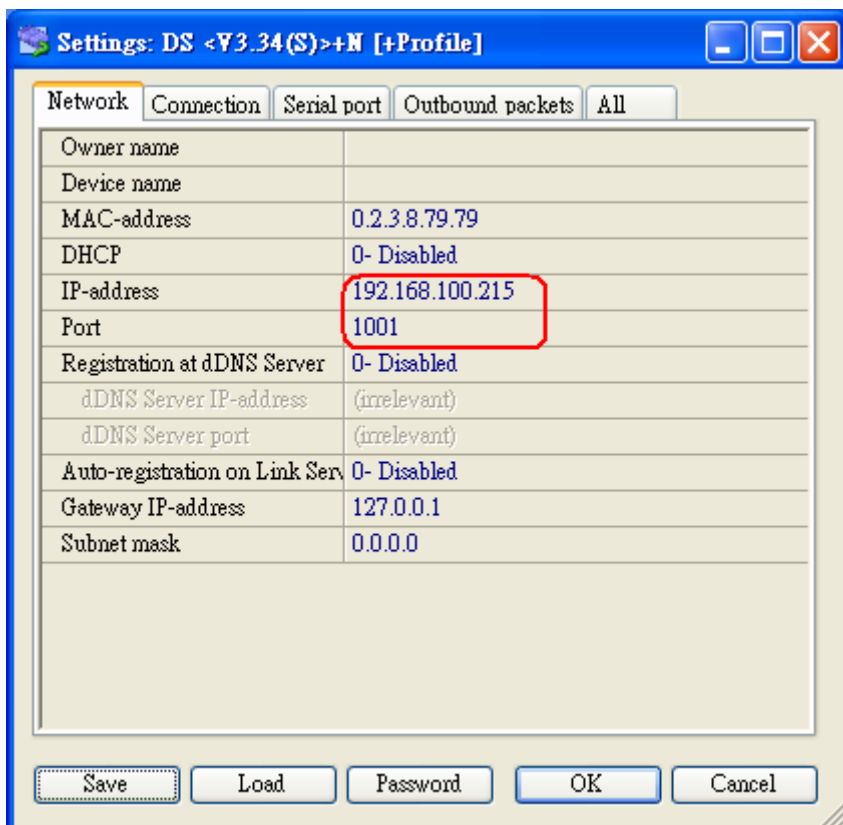 Settings: DS <V3.34(S)>+N [+Profile]
Network Connection Serial port Outbound packets All
Owner name
Device name
MAC-address 0.2.3.8.79.79
DHCP 0- Disabled
IP-address 192.168.100.215
Port 1001
Registration at dDNS Server 0- Disabled
dDNS Server IP-address (irrelevant)
dDNS Server port (irrelevant)
Auto-registration on Link Serv 0- Disabled
Gateway IP-address 127.0.0.1
Subnet mask 0.0.0.0
Save Load Password OK Cancel